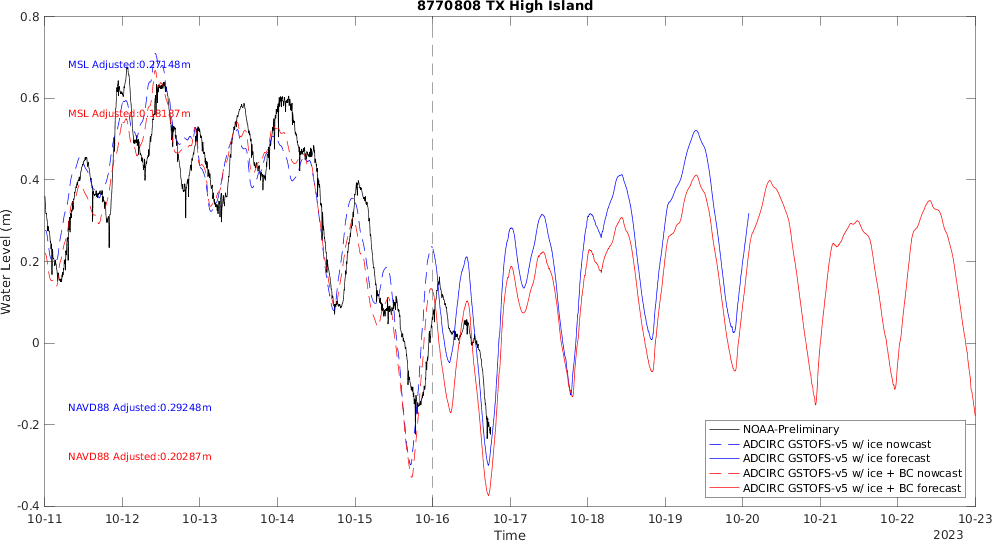 8770808 TX High Island
0.8
0.6
0.4
0.2
0
-0.2
-0.4
Water Level (m)
MSL Adjusted:0.27148m
MSL Adjusted:0.18187m
NAVD88 Adjusted:0.29248m
NAVD88 Adjusted:0.20287m
NOAA-Preliminary
ADCIRC GSTOFS-v5 w/ ice nowcast
ADCIRC GSTOFS-v5 w/ ice forecast
ADCIRC GSTOFS-v5 w/ ice + BC nowcast
ADCIRC GSTOFS-v5 w/ ice + BC forecast
10-11 10-12 10-13 10-14 10-15 10-16 10-17 10-18 10-19 10-20 10-21 10-22 10-23
Time
2023